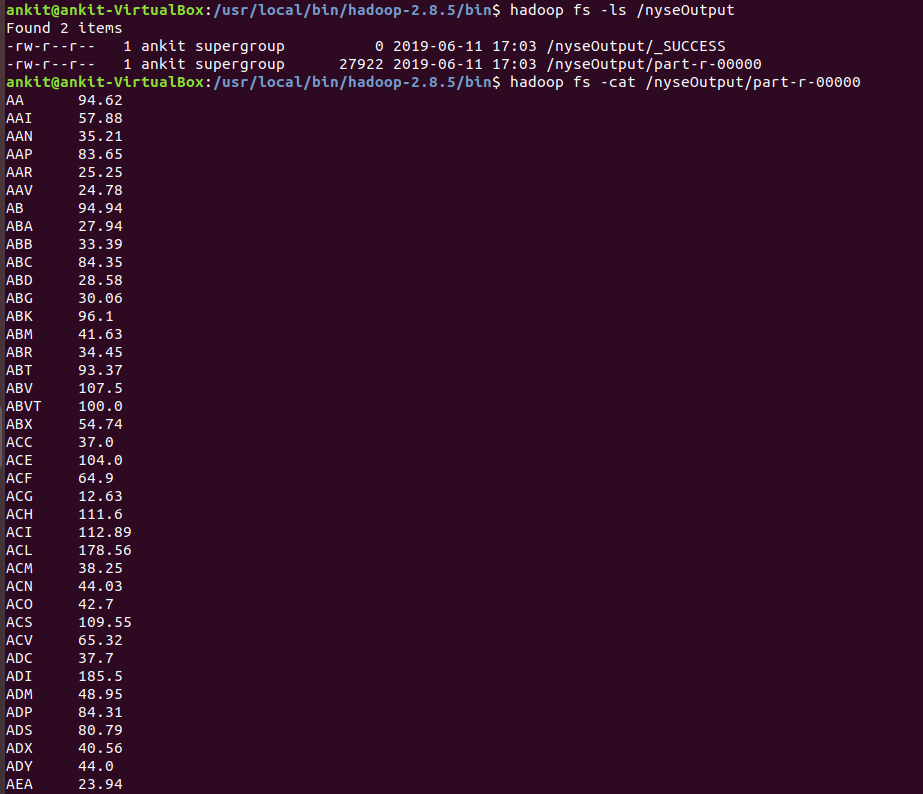 ankit@ankit-VirtualBox:/usr/local/bin/hadoop-2.8.5/bin$ hadoop fs -ls /nyseOutput
Found 2 items
-rw-r--r--   1 ankit supergroup          0 2019-06-11 17:03 /nyseOutput/_SUCCESS
-rw-r--r--   1 ankit supergroup      27922 2019-06-11 17:03 /nyseOutput/part-r-00000
ankit@ankit-VirtualBox:/usr/local/bin/hadoop-2.8.5/bin$ hadoop fs -cat /nyseOutput/part-r-00000
AA      94.62
AAI     57.88
AAN     35.21
AAP     83.65
AAR     25.25
AAV     24.78
AB      94.94
ABA     27.94
ABB     33.39
ABC     84.35
ABD     28.58
ABG     30.06
ABK     96.1
ABM     41.63
ABR     34.45
ABT     93.37
ABV     107.5
ABVT    100.0
ABX     54.74
ACC     37.0
ACE     104.0
ACF     64.9
ACG     12.63
ACH     111.6
ACI     112.89
ACL     178.56
ACM     38.25
ACN     44.03
ACO     42.7
ACS     109.55
ACV     65.32
ADC     37.7
ADI     185.5
ADM     48.95
ADP     84.31
ADS     80.79
ADX     40.56
ADY     44.0
AEA     23.94